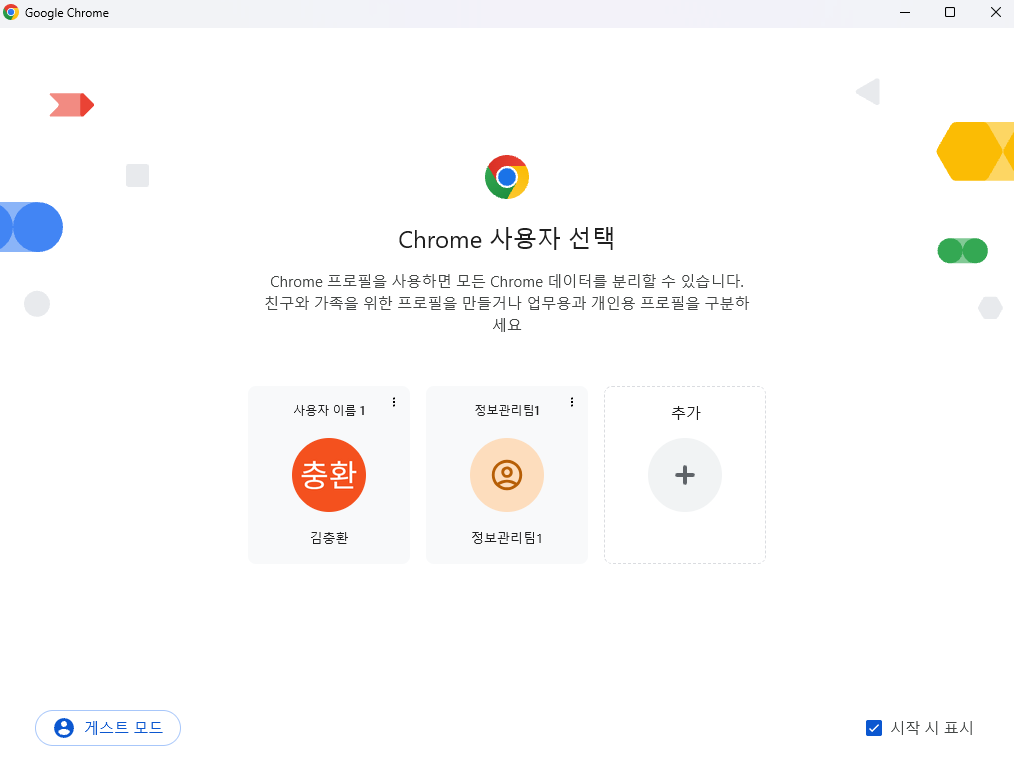 Google Chrome
Chrome 사용자 선택
Chrome 프로필을 사용하면 모든 Chrome 데이터를 분리할 수 있습니다.
친구와 가족을 위한 프로필을 만들거나 업무용과 개인용 프로필을 구분하
세요
사용자 이름 1
충환
김충환
정보관리팀1
정보관리팀1
추가
게스트 모드
시작 시 표시